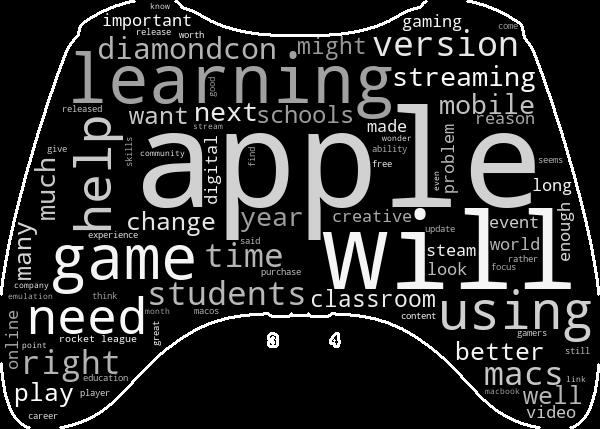 know
important
gaming
come
release
worth
diamondcon
might
version
learning
good
streaming
mobile
released
want
next
schools
reason
help
stream
made
apple
skills
community
digital
find
wonder
ability
free
problem
even
seems
give
much
long
change
year
creative
event
enough
experience
said
update
will
many
game
time
steam
world
look
rather
focus
purchase
company
emulation
think
students
classroom
need
month
macos
content
using
online
rocket league
great
gamers
point
right
better
still
education
macs
link
play
player
macbook
well
career
video
3
4